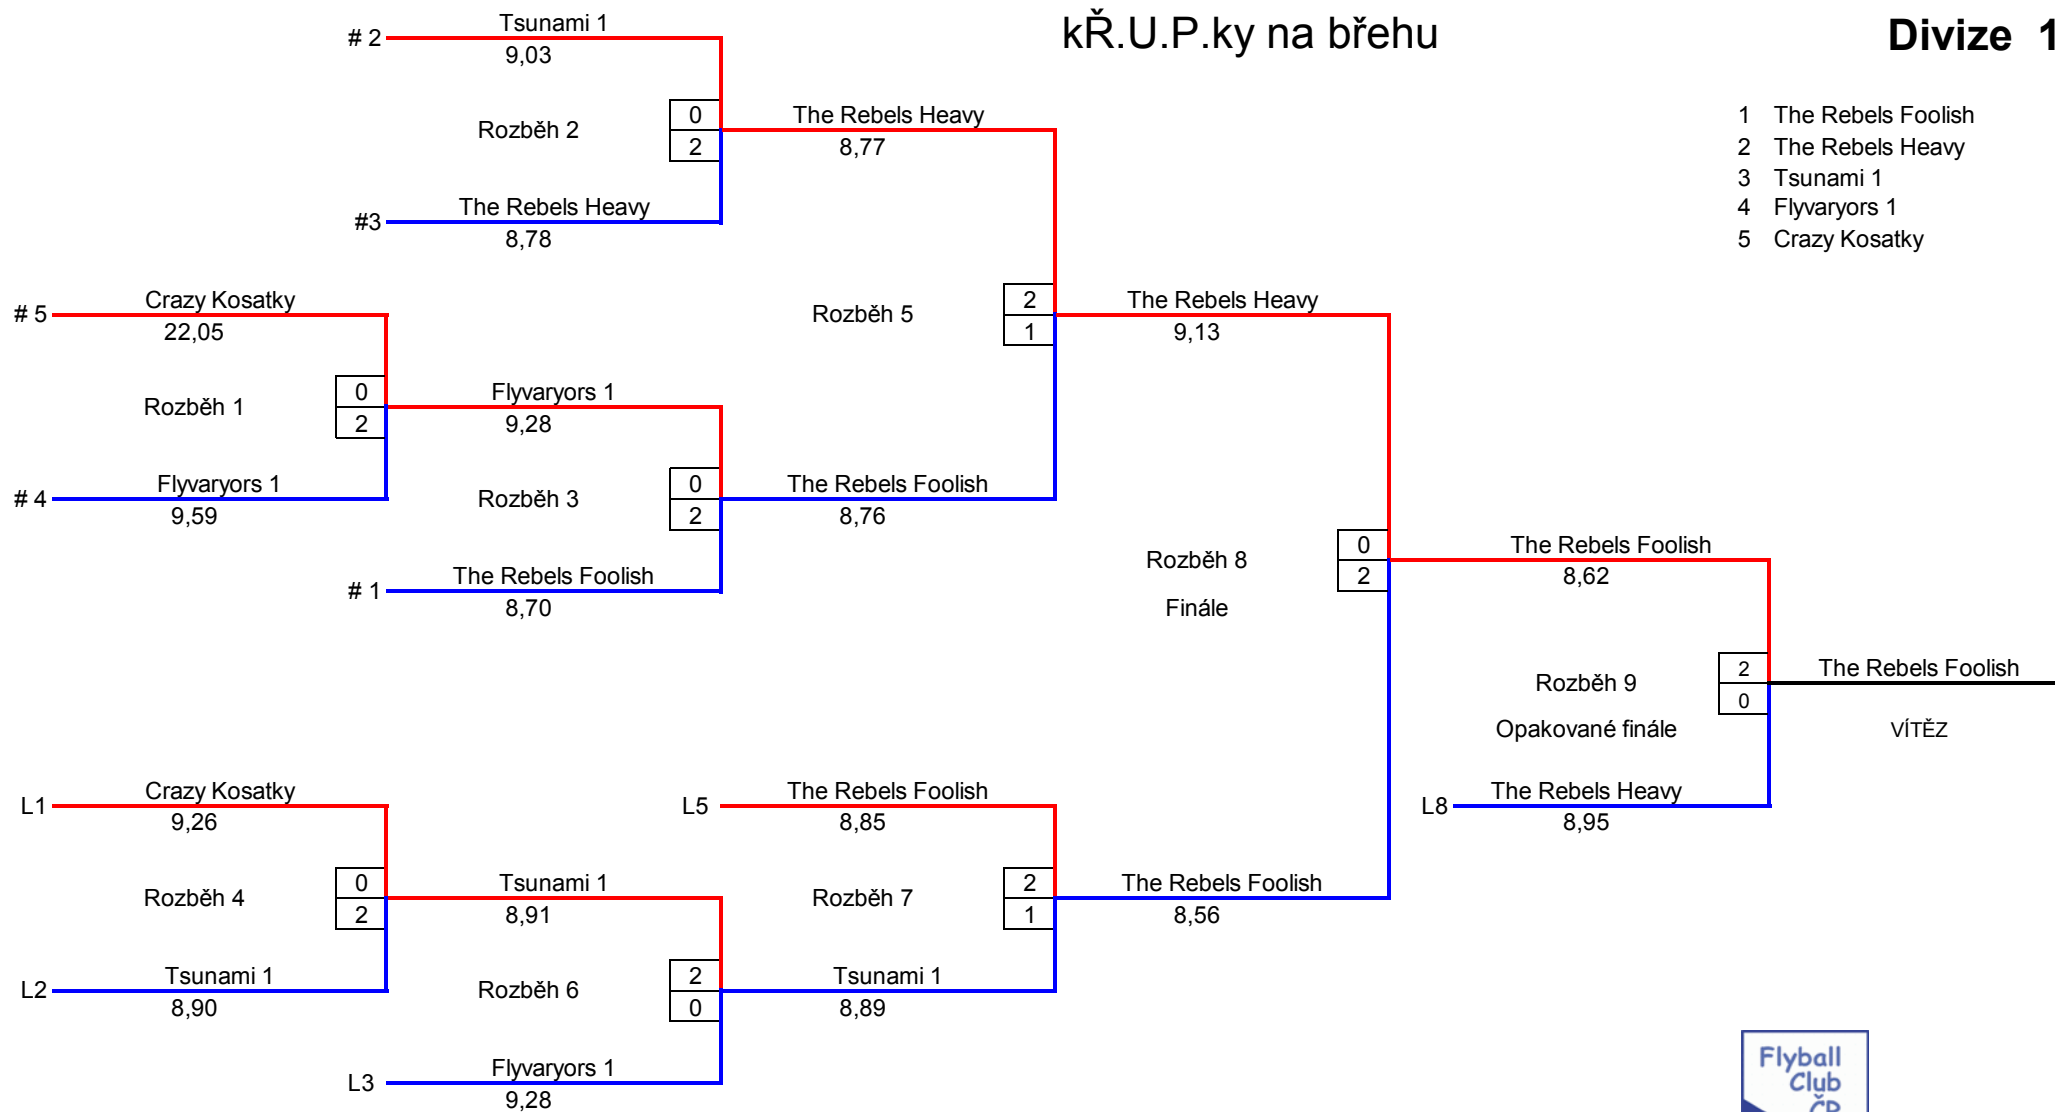 kŘ.U.P.ky na břehu
Divize 1
1 The Rebels Foolish
2 The Rebels Heavy
3 Tsunami 1
4 Flyvaryors 1
5 Crazy Kosatky
# 2
Tsunami 1
9,03
Rozběh 2
0
2
#3
The Rebels Heavy
8,78
The Rebels Heavy
8,77
# 5
Crazy Kosatky
22,05
Rozběh 1
0
2
# 4
Flyvaryors 1
9,59
Flyvaryors 1
9,28
Rozběh 3
0
2
# 1
The Rebels Foolish
8,70
Rozběh 5
2
1
The Rebels Foolish
8,76
The Rebels Heavy
9,13
Rozběh 8
Finále
0
2
The Rebels Foolish
8,62
Rozběh 9
Opakované finále
2
0
The Rebels Foolish
VÍTĚZ
L8
The Rebels Heavy
8,95
L1
Crazy Kosatky
9,26
Rozběh 4
0
2
L2
Tsunami 1
8,90
Tsunami 1
8,91
Rozběh 6
2
0
L3
Flyvaryors 1
9,28
L5
The Rebels Foolish
8,85
Rozběh 7
2
1
Tsunami 1
8,89
The Rebels Foolish
8,56
Flyball
Club
ČR